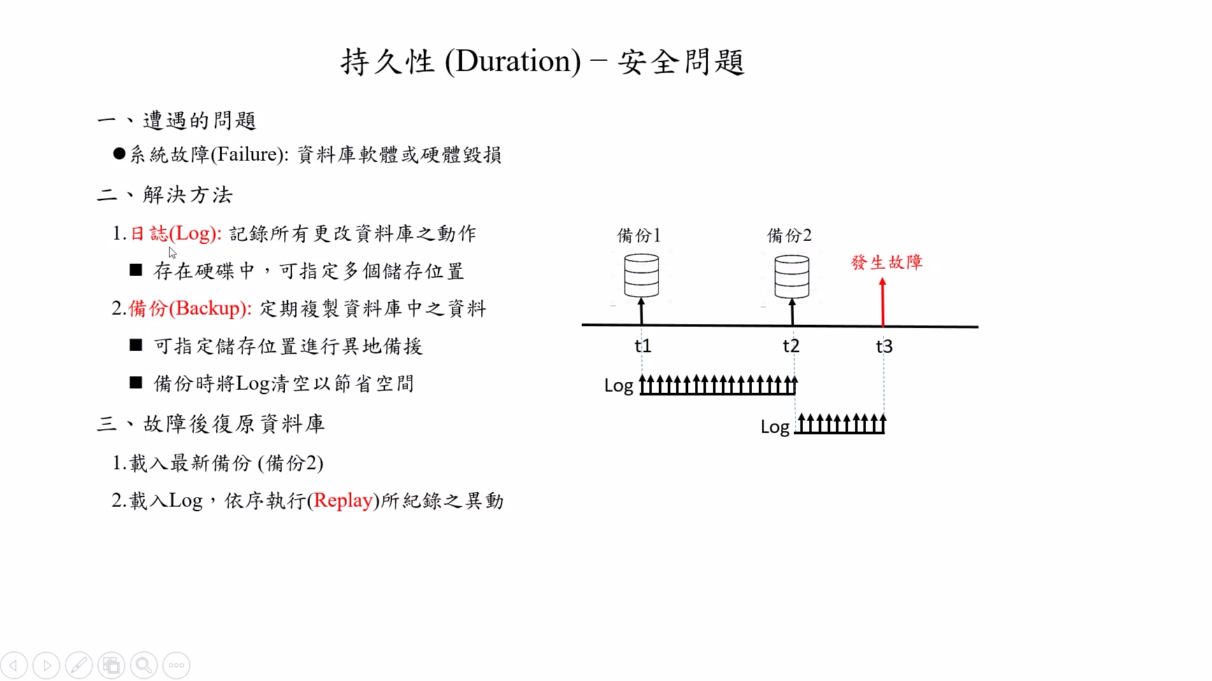 持久性 (Duration) – 安全問題
一、遭遇的問題
●系統故障(Failure): 資料庫軟體或硬體毀損
二、解決方法
1.日誌(Log): 記錄所有更改資料庫之動作
■ 存在硬碟中，可指定多個儲存位置
2.備份(Backup): 定期複製資料庫中之資料
■ 可指定儲存位置進行異地備援
■ 備份時將Log清空以節省空間
三、故障後復原資料庫
1.載入最新備份 (備份2)
2.載入Log，依序執行(Replay)所紀錄之異動
備份1
備份2
發生故障
t1
t2
t3
Log
Log